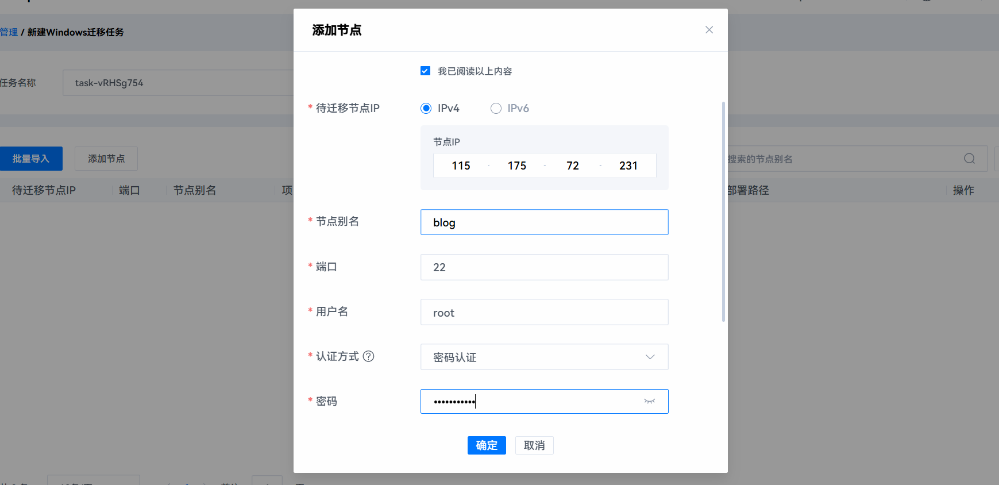 管理 / 新建Windows迁移任务
任务名称
task-vRHSg754
批量导入
添加节点
搜索的节点别名
待迁移节点IP
端口
节点别名
项
部署路径
操作
添加节点
我已阅读以上内容
* 待迁移节点IP
IPv4
IPv6
节点IP
115 . 175 . 72 . 231
* 节点别名
blog
* 端口
22
* 用户名
root
* 认证方式 ?
密码认证
* 密码
•••••••••••
确定
取消